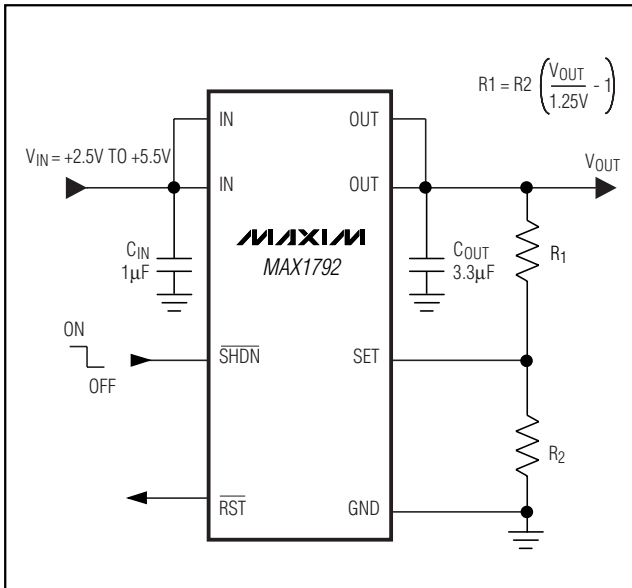 R1 = R2 (VOUT/1.25V - 1)
IN
OUT
VIN = +2.5V TO +5.5V
VOUT
IN
OUT
MAXIM
MAX1792
CIN
1µF
COUT
3.3µF
R1
ON
OFF
SHDN
SET
R2
RST
GND